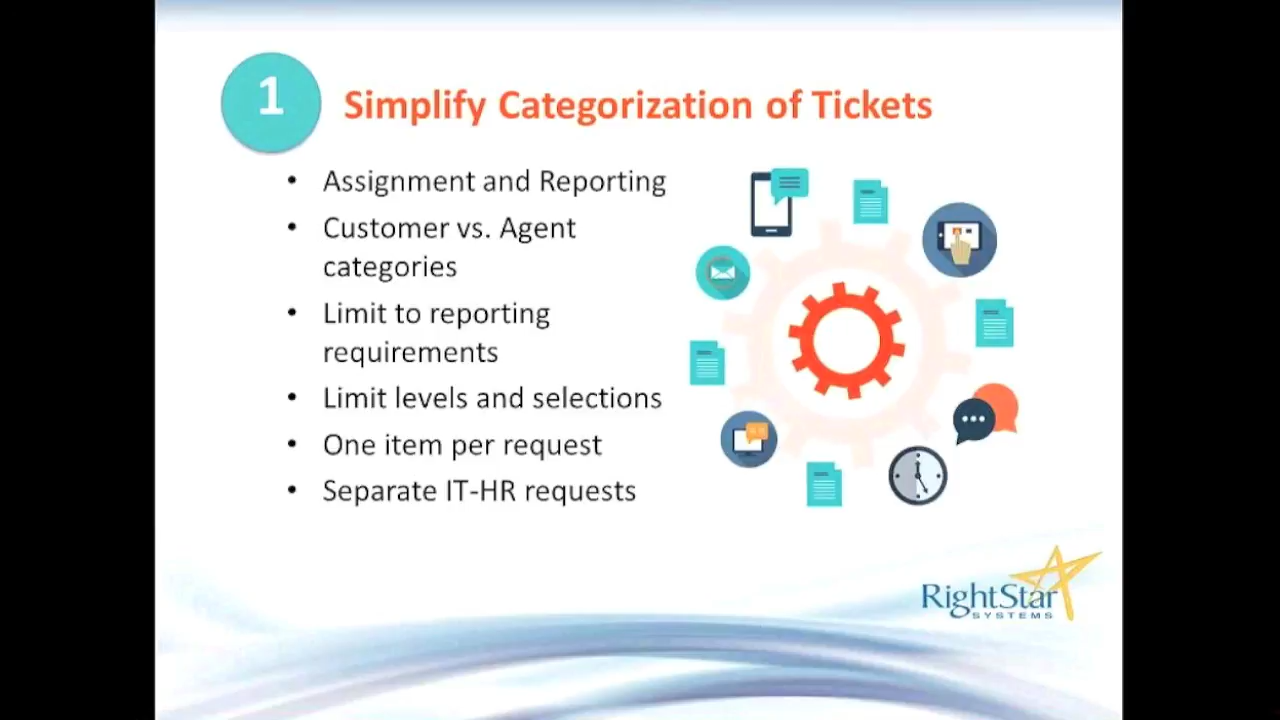 1
Simplify Categorization of Tickets
• Assignment and Reporting
• Customer vs. Agent
categories
• Limit to reporting
requirements
• Limit levels and selections
• One item per request
• Separate IT-HR requests
RightStar
SYSTEMS